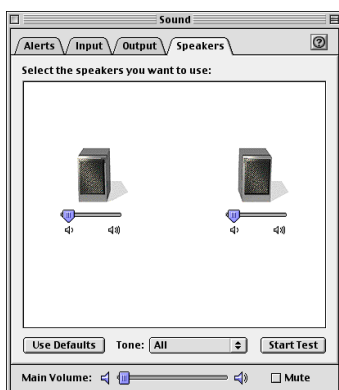 Sound
Alerts Input Output Speakers ?
Select the speakers you want to use:
Use Defaults Tone: All Start Test
Main Volume: Mute